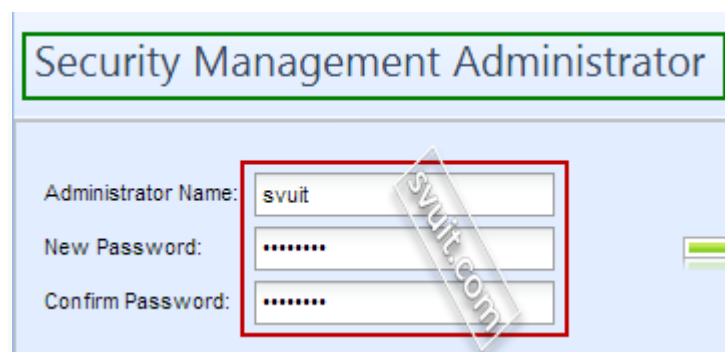 Security Management Administrator
Administrator Name: svuit
New Password: ••••••••
Confirm Password: ••••••••
svuit.com